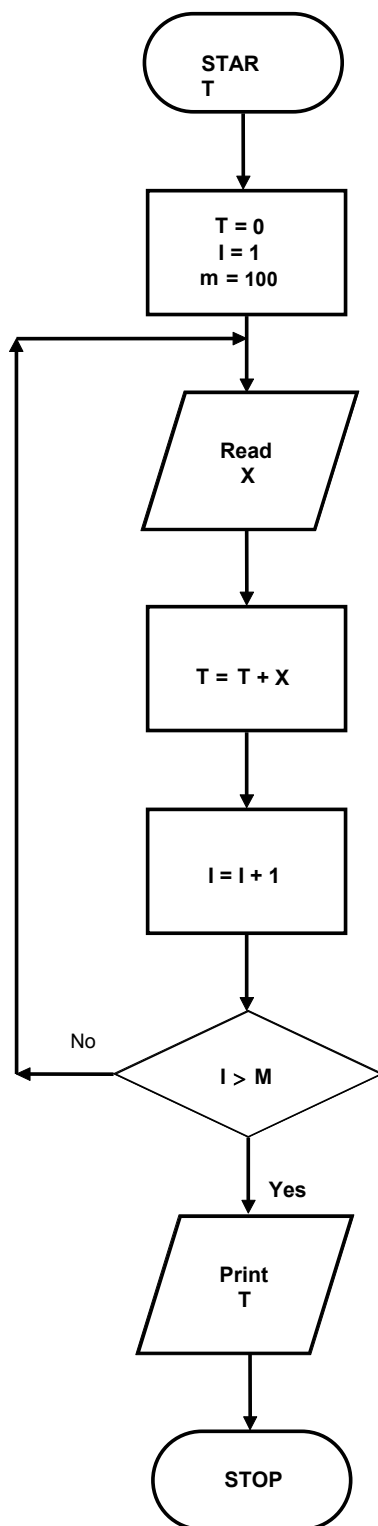 STAR
T
T = 0
I = 1
m = 100
Read
X
T = T + X
I = I + 1
I > M
No
Yes
Print
T
STOP